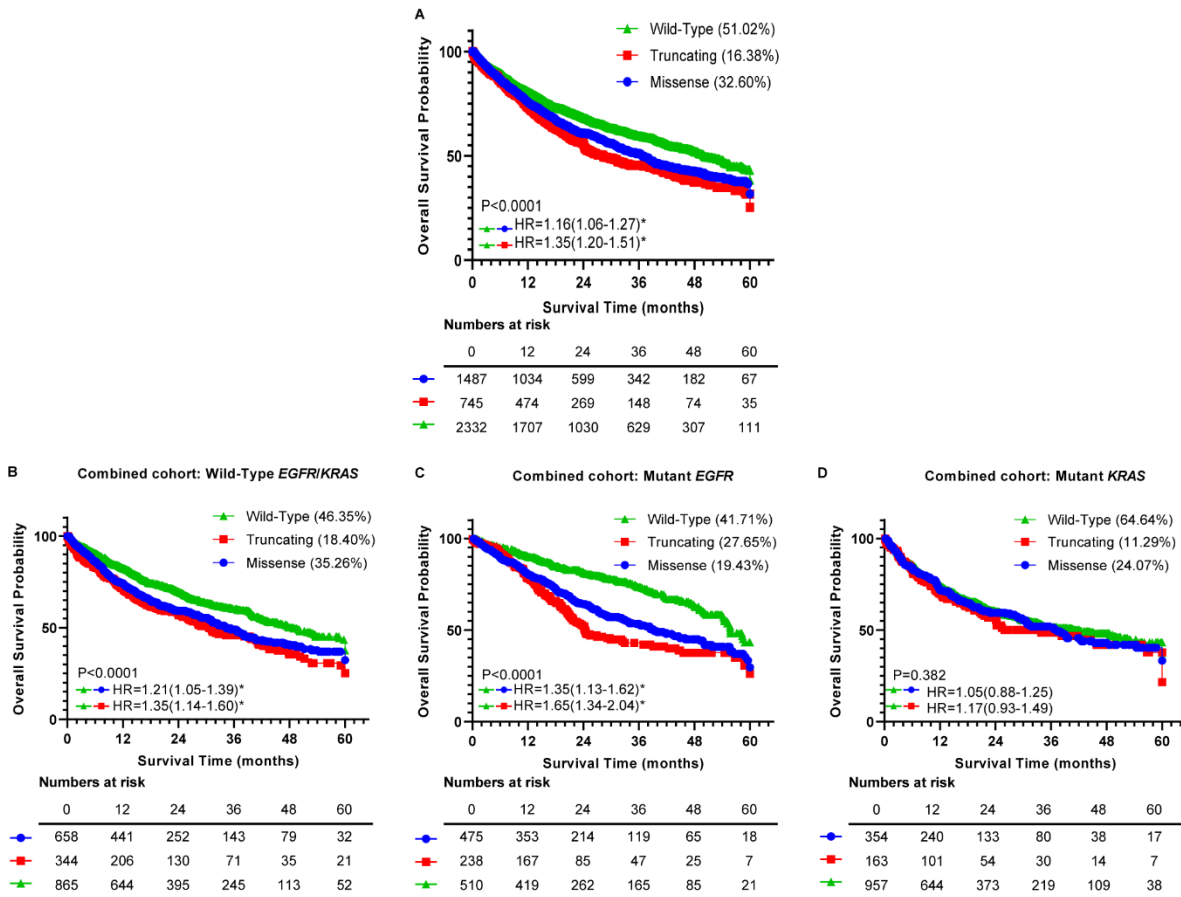 A
Wild-Type (51.02%)
Truncating (16.38%)
Missense (32.60%)
Overall Survival Probability
100
50
0
P<0.0001
HR=1.16(1.06-1.27)*
HR=1.35(1.20-1.51)*
0 12 24 36 48 60
Survival Time (months)
Numbers at risk
0 12 24 36 48 60
1487 1034 599 342 182 67
745 474 269 148 74 35
2332 1707 1030 629 307 111
B Combined cohort: Wild-Type EGFR/KRAS
Wild-Type (46.35%)
Truncating (18.40%)
Missense (35.26%)
Overall Survival Probability
100
50
0
P<0.0001
HR=1.21(1.05-1.39)*
HR=1.35(1.14-1.60)*
0 12 24 36 48 60
Survival Time (months)
Numbers at risk
0 12 24 36 48 60
658 441 252 143 79 32
344 206 130 71 35 21
865 644 395 245 113 52
C Combined cohort: Mutant EGFR
Wild-Type (41.71%)
Truncating (27.65%)
Missense (19.43%)
Overall Survival Probability
100
50
0
P<0.0001
HR=1.35(1.13-1.62)*
HR=1.65(1.34-2.04)*
0 12 24 36 48 60
Survival Time (months)
Numbers at risk
0 12 24 36 48 60
475 353 214 119 65 18
238 167 85 47 25 7
510 419 262 165 85 21
D Combined cohort: Mutant KRAS
Wild-Type (64.64%)
Truncating (11.29%)
Missense (24.07%)
Overall Survival Probability
100
50
0
P=0.382
HR=1.05(0.88-1.25)
HR=1.17(0.93-1.49)
0 12 24 36 48 60
Survival Time (months)
Numbers at risk
0 12 24 36 48 60
354 240 133 80 38 17
163 101 54 30 14 7
957 644 373 219 109 38